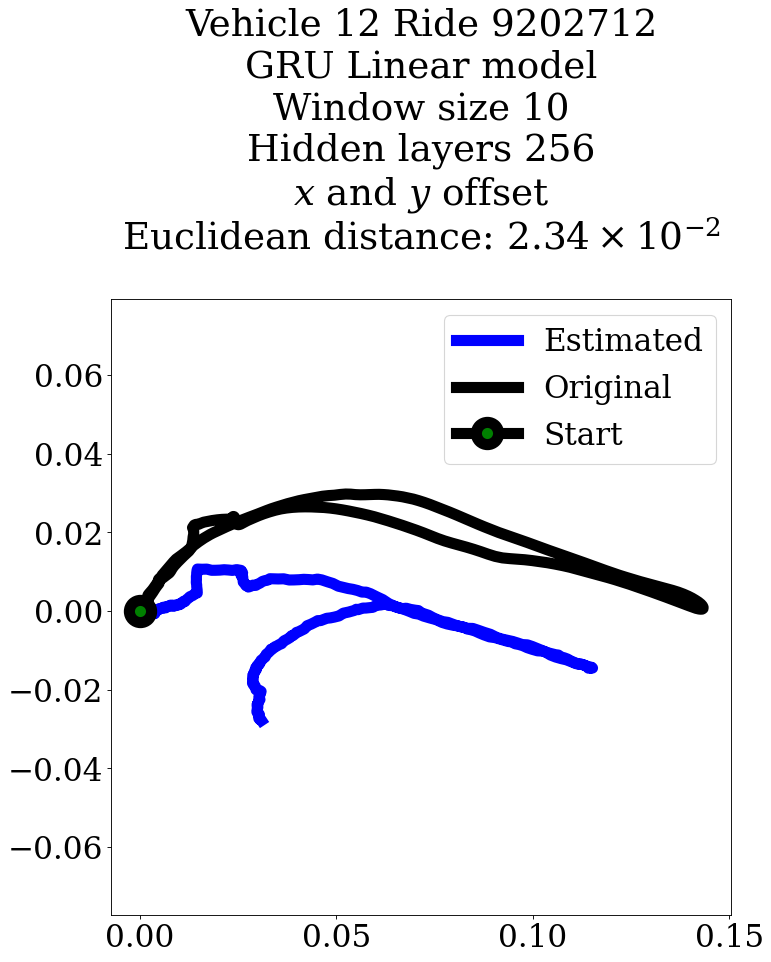 Vehicle 12 Ride 9202712
GRU Linear model
Window size 10
Hidden layers 256
x and y offset
Euclidean distance: 2.34 × 10⁻²
Estimated
Original
Start
0.06
0.04
0.02
0.00
−0.02
−0.04
−0.06
0.00 0.05 0.10 0.15